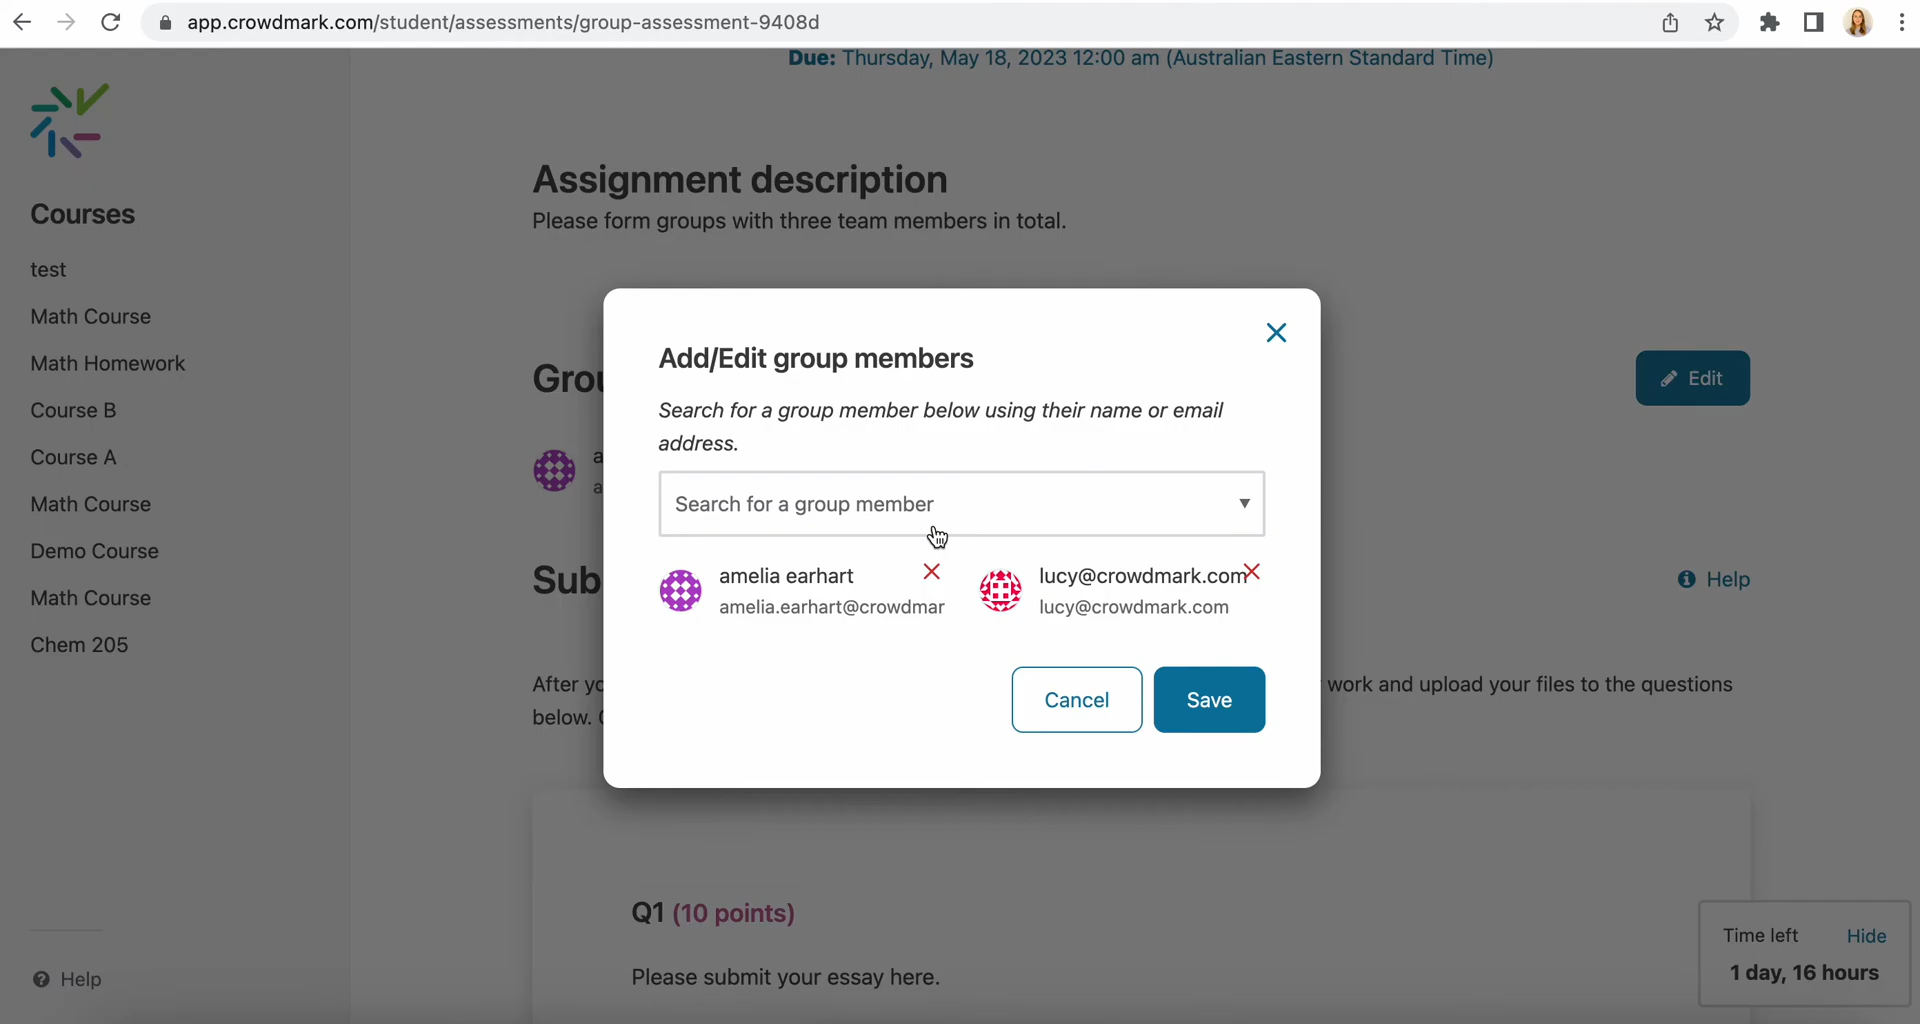 app.crowdmark.com/student/assessments/group-assessment-9408d
Due: Thursday, May 18, 2023 12:00 am (Australian Eastern Standard Time)
Courses
test
Math Course
Math Homework
Course B
Course A
Math Course
Demo Course
Math Course
Chem 205
Help
Assignment description
Please form groups with three team members in total.
Grou
Edit
a
a
Sub
Help
After yo
work and upload your files to the questions
below.
Add/Edit group members
Search for a group member below using their name or email
address.
Search for a group member
amelia earhart
amelia.earhart@crowdmar
lucy@crowdmark.com
lucy@crowdmark.com
Cancel
Save
Q1 (10 points)
Please submit your essay here.
Time left Hide
1 day, 16 hours